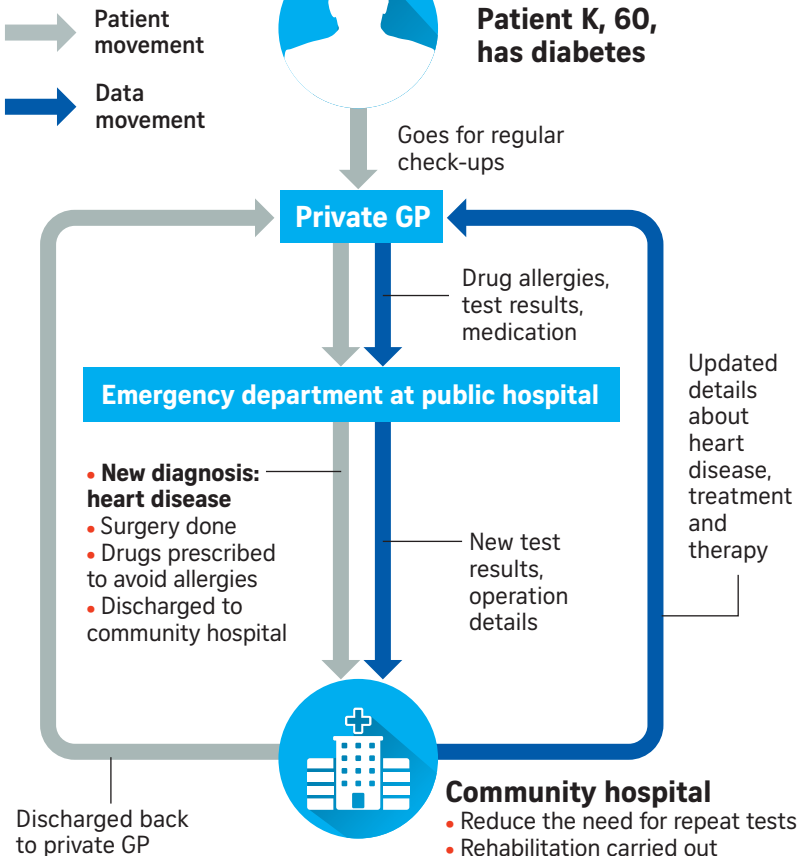 Patient
movement
Data
movement
Patient K, 60,
has diabetes
Goes for regular
check-ups
Private GP
Drug allergies,
test results,
medication
Emergency department at public hospital
• New diagnosis:
heart disease
• Surgery done
• Drugs prescribed
to avoid allergies
• Discharged to
community hospital
New test
results,
operation
details
Updated
details
about
heart
disease,
treatment
and
therapy
Discharged back
to private GP
Community hospital
• Reduce the need for repeat tests
• Rehabilitation carried out